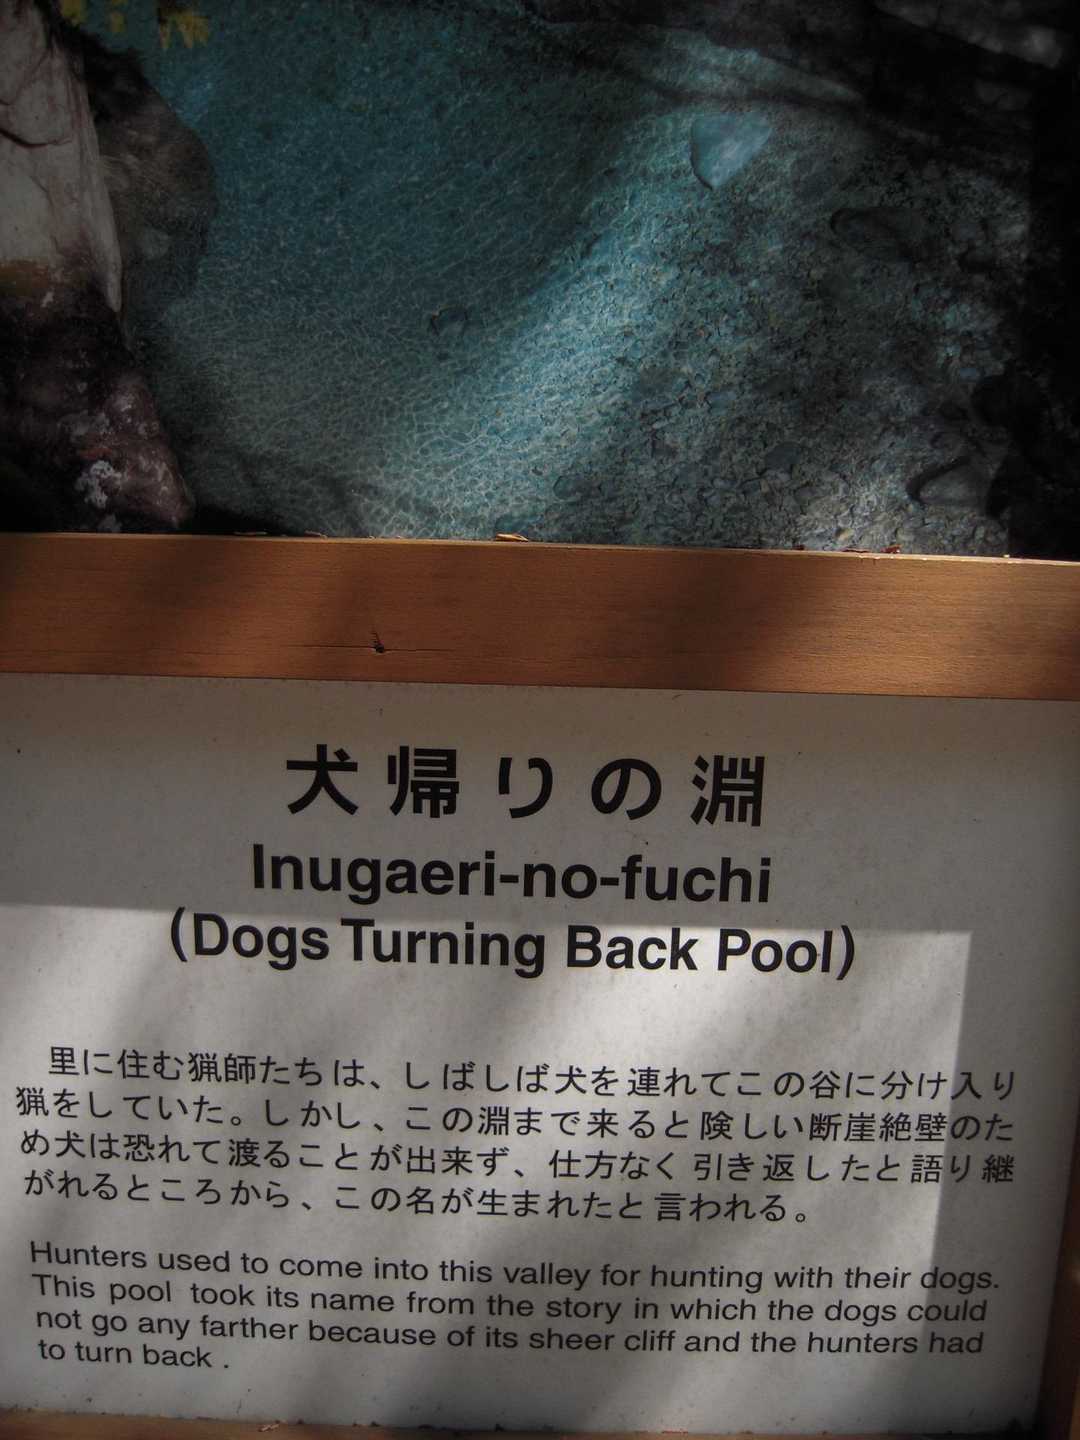 犬帰りの淵
Inugaeri-no-fuchi
(Dogs Turning Back Pool)
里に住む猟師たちは、しばしば犬を連れてこの谷に分け入り
猟をしていた。しかし、この淵まで来ると険しい断崖絶壁のた
め犬は恐れて渡ることが出来ず、仕方なく引き返したと語り継
がれるところから、この名が生まれたと言われる。
Hunters used to come into this valley for hunting with their dogs.
This pool took its name from the story in which the dogs could
not go any farther because of its sheer cliff and the hunters had
to turn back .